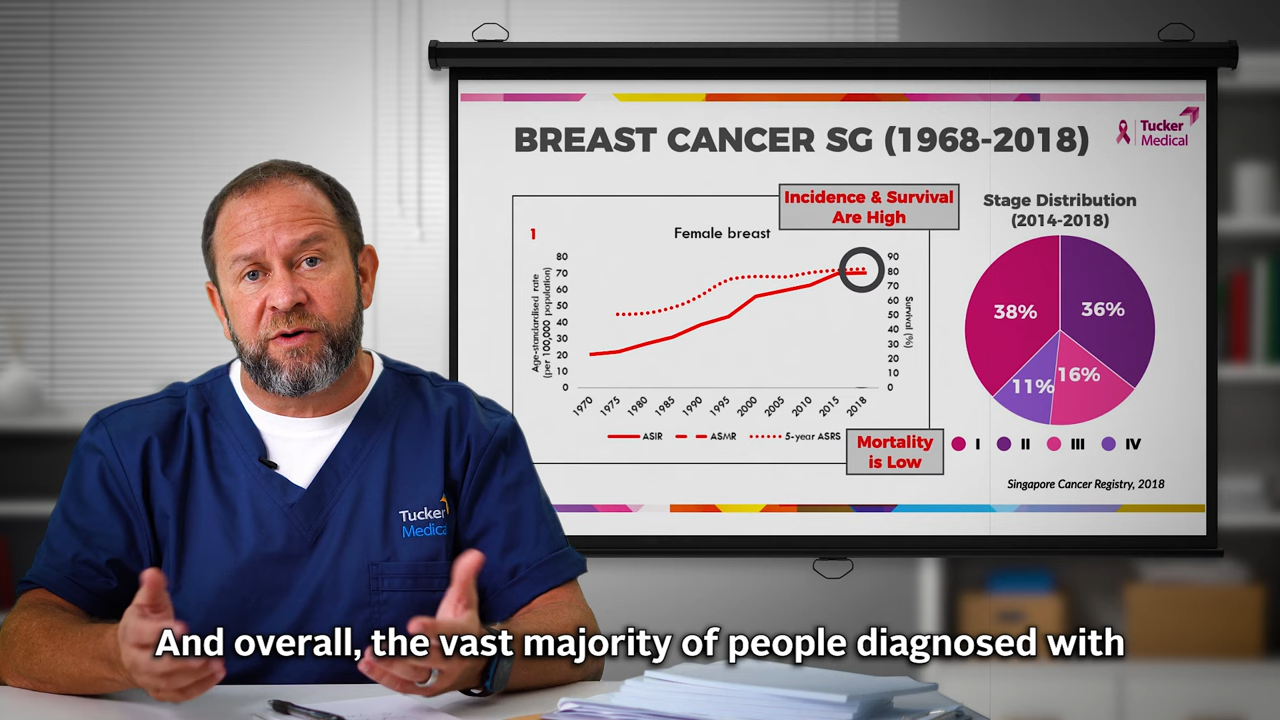 BREAST CANCER SG (1968-2018)
Tucker
Medical
Incidence & Survival
Are High
1
Female breast
Age-standardised rate
(per 100,000 population)
80
70
60
50
40
30
20
10
0
90
80
70
60
50
40
30
20
10
0
Survival (%)
1970
1975
1980
1985
1990
1995
2000
2005
2010
2015
2018
ASIR
ASMR
5-year ASRS
Mortality
is Low
Stage Distribution
(2014-2018)
38%
36%
11%
16%
I
II
III
IV
Singapore Cancer Registry, 2018
Tucker
Medical
And overall, the vast majority of people diagnosed with